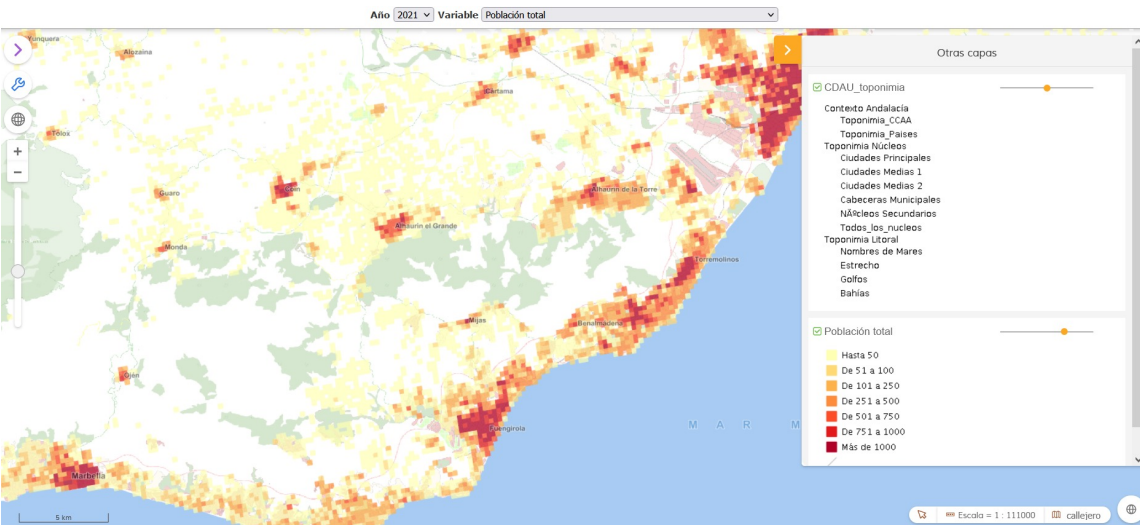 Año 2021 Variable Población total
Otras capas
CDAU_toponimia
Contexto Andalacía
Toponimia_CCAA
Toponimia_Paises
Toponimia Núcleos
Ciudades Principales
Ciudades Medias 1
Ciudades Medias 2
Cabeceras Municipales
NÃºcleos Secundarios
Todos_los_nucleos
Toponimia Litoral
Nombres de Mares
Estrecho
Golfos
Bahías
Población total
Hasta 50
De 51 a 100
De 101 a 250
De 251 a 500
De 501 a 750
De 751 a 1000
Más de 1000
Yunquera
Alozaina
Cártama
Tolox
Guaro
Coín
Alhaurín de la Torre
Alhaurín el Grande
Monda
Torremolinos
Mijas
Benalmádena
Ojén
Fuengirola
M A R M
Marbella
5 km
Escala = 1 : 111000
callejero